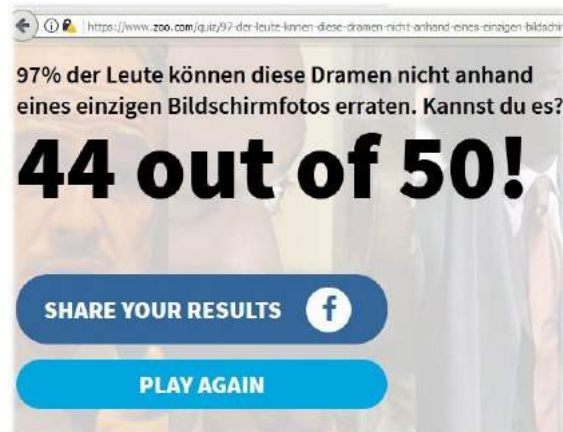 https://www.zoo.com/quiz/97-der-leute-knnen-diese-dramen-nicht-anhand-eines-einzigen-bildschir
97% der Leute können diese Dramen nicht anhand
eines einzigen Bildschirmfotos erraten. Kannst du es?
44 out of 50!
SHARE YOUR RESULTS f
PLAY AGAIN